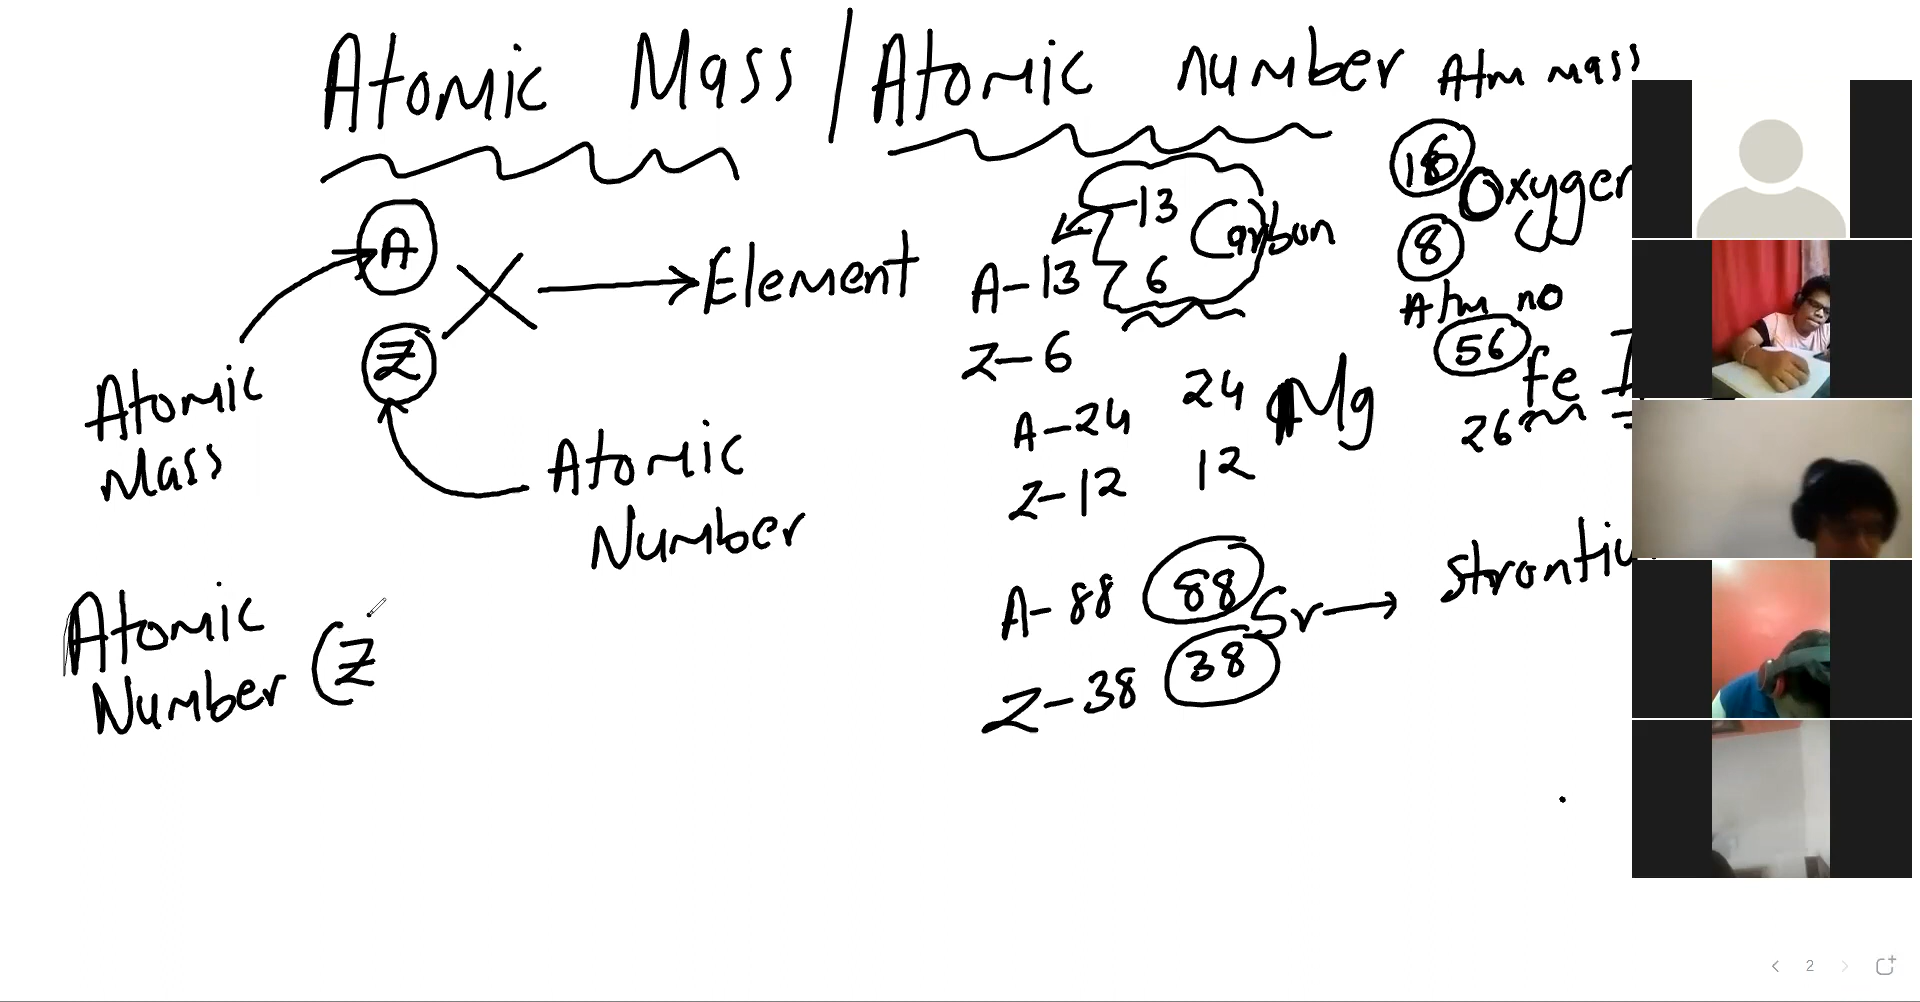 Atomic Mass / Atomic number
Atm mass
16
Oxygen
8
Atm no
A
X
Element
Z
Atomic
Mass
Atomic
Number
13
Carbon
6
A-13
Z-6
56
Fe
26
A-24
Z-12
24
Mg
12
A-88
Z-38
88
Sr
38
strontiu
Atomic
Number (Z
2